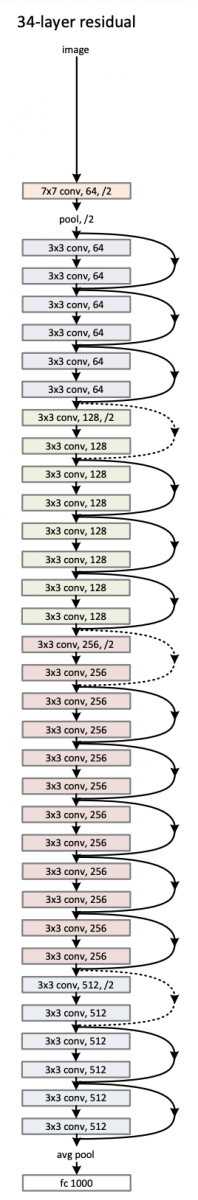 34-layer residual
image
7x7 conv, 64, /2
pool, /2
3x3 conv, 64
3x3 conv, 64
3x3 conv, 64
3x3 conv, 64
3x3 conv, 64
3x3 conv, 64
3x3 conv, 128, /2
3x3 conv, 128
3x3 conv, 128
3x3 conv, 128
3x3 conv, 128
3x3 conv, 128
3x3 conv, 128
3x3 conv, 128
3x3 conv, 256, /2
3x3 conv, 256
3x3 conv, 256
3x3 conv, 256
3x3 conv, 256
3x3 conv, 256
3x3 conv, 256
3x3 conv, 256
3x3 conv, 256
3x3 conv, 256
3x3 conv, 256
3x3 conv, 256
3x3 conv, 512, /2
3x3 conv, 512
3x3 conv, 512
3x3 conv, 512
3x3 conv, 512
3x3 conv, 512
avg pool
fc 1000